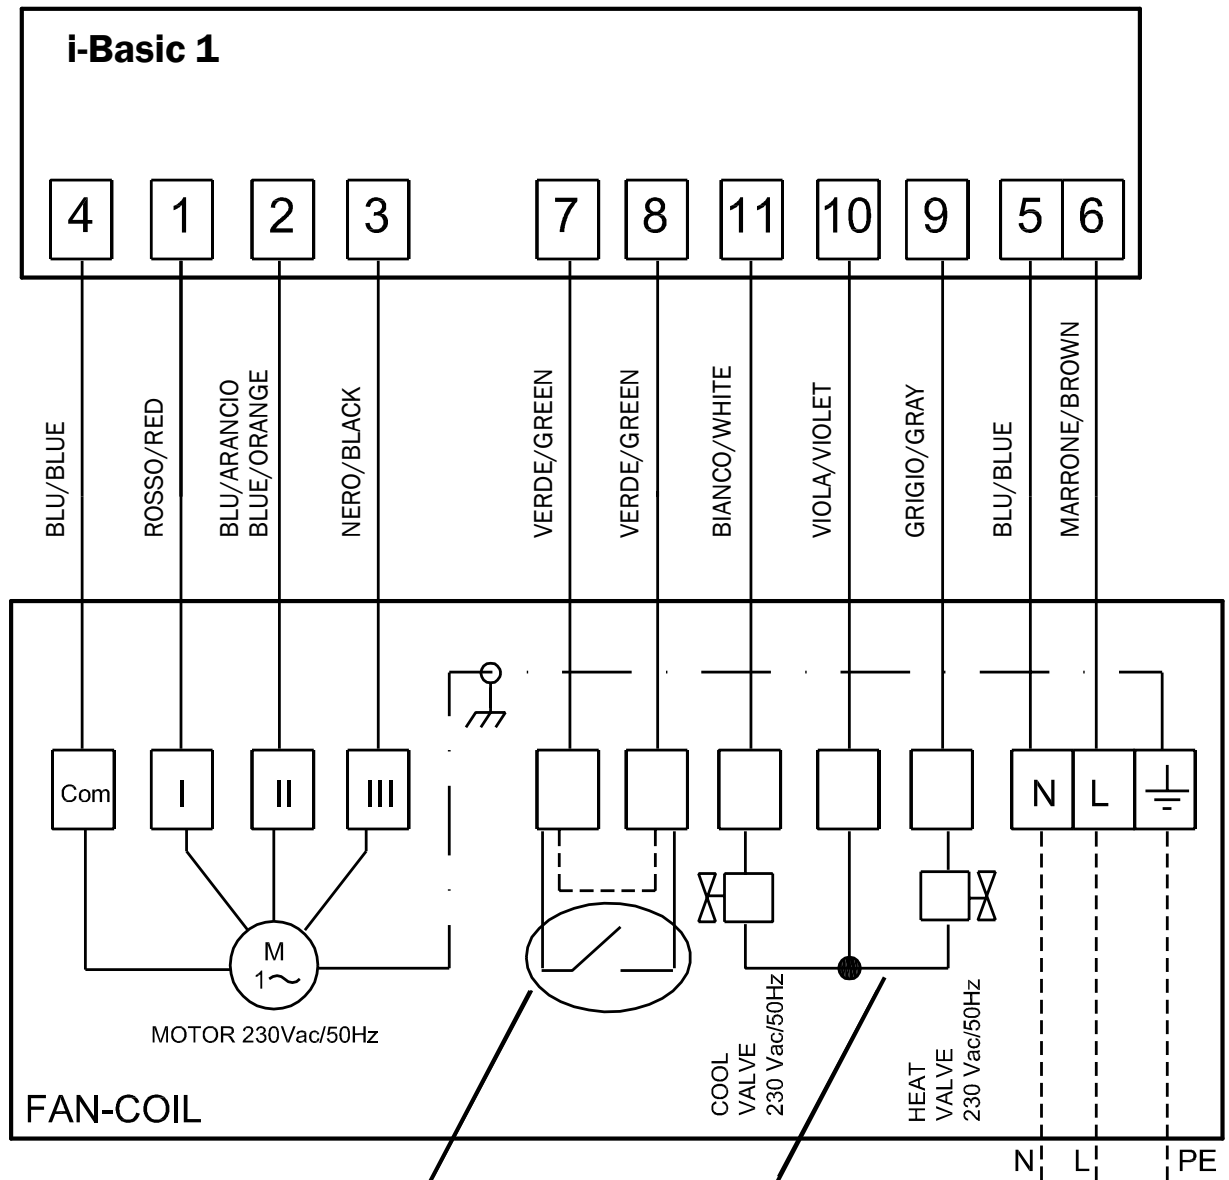 i-Basic 1
4 1 2 3 7 8 11 10 9 5 6
BLU/BLUE
ROSSO/RED
BLU/ARANCIO
BLUE/ORANGE
NERO/BLACK
VERDE/GREEN
VERDE/GREEN
BIANCO/WHITE
VIOLA/VIOLET
GRIGIO/GRAY
BLU/BLUE
MARRONE/BROWN
Com I II III N L
M
1~
MOTOR 230Vac/50Hz
COOL
VALVE
230 Vac/50Hz
HEAT
VALVE
230 Vac/50Hz
FAN-COIL
N L PE